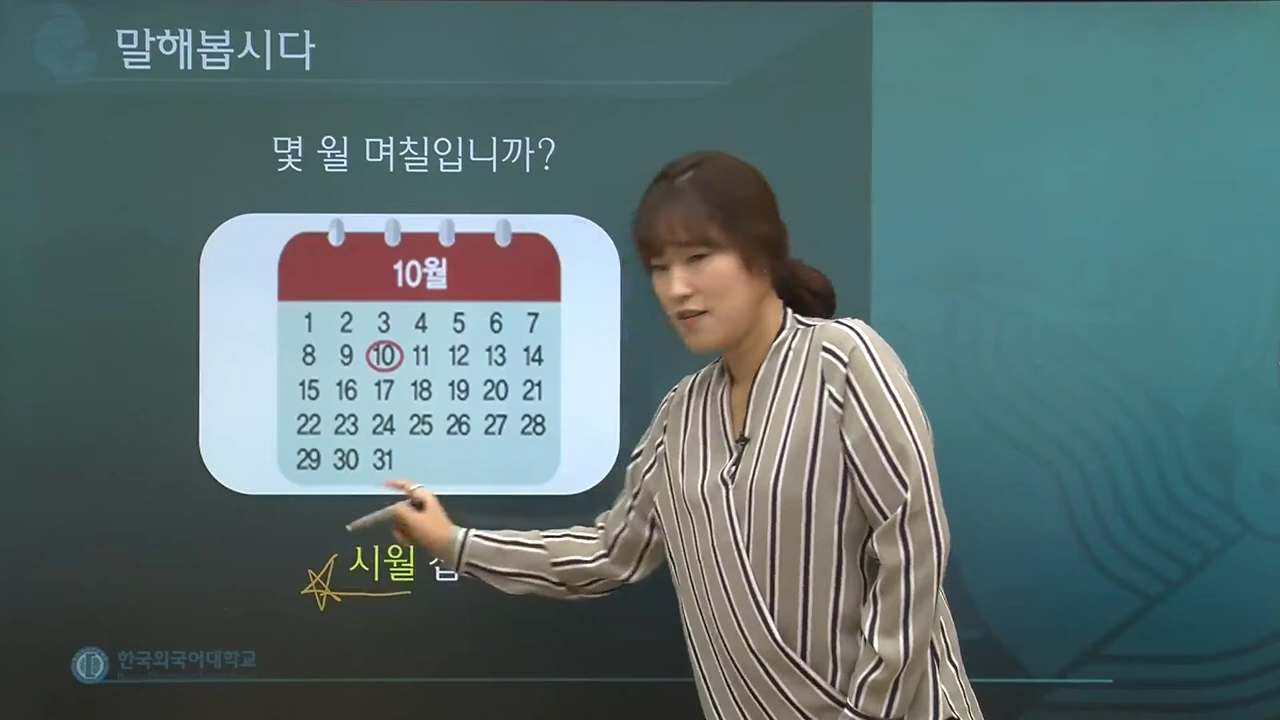 말해봅시다
몇 월 며칠입니까?
10월
1 2 3 4 5 6 7
8 9 10 11 12 13 14
15 16 17 18 19 20 21
22 23 24 25 26 27 28
29 30 31
시월
한국외국어대학교